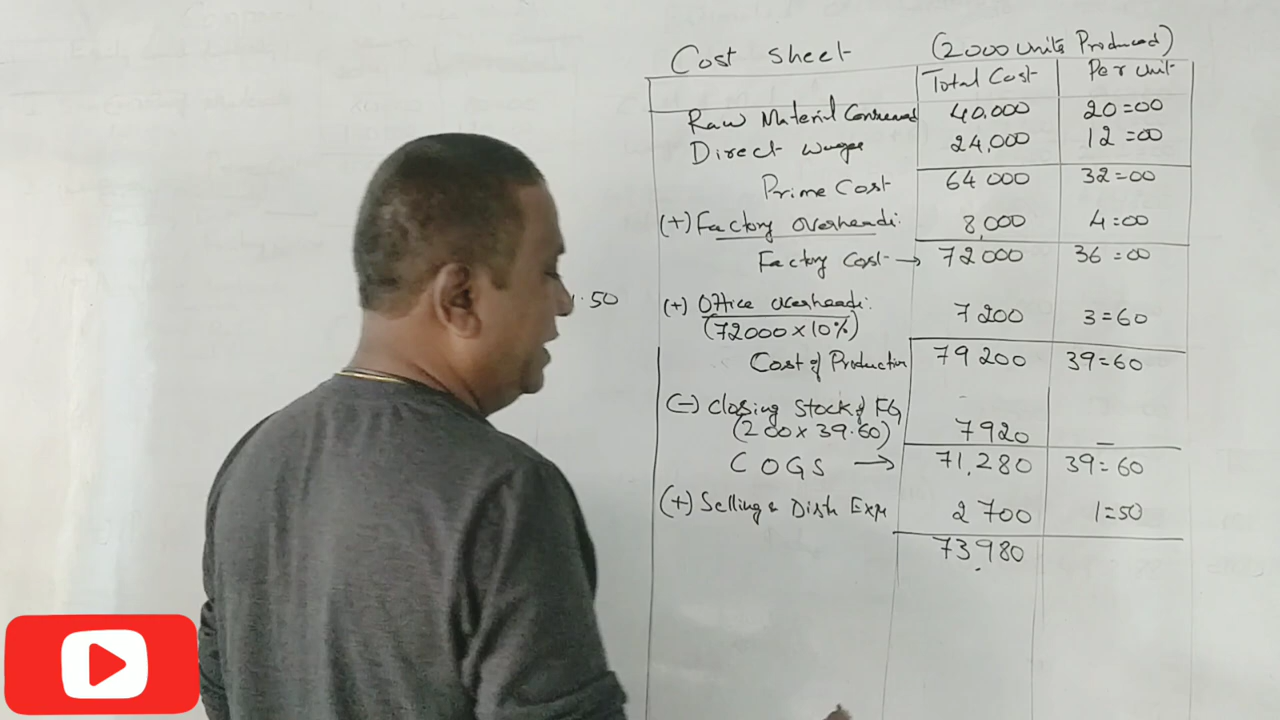 Cost Sheet (2000 units Produced)
Total Cost Per unit
Raw Material Consumed 40,000 20=00
Direct wages 24,000 12=00
Prime Cost 64 000 32=00
(+) Factory overheads: 8,000 4=00
Factory Cost → 72 000 36=00
.50
(+) Office overheads: 7 200 3=60
(72000 x 10%)
Cost of Production 79 200 39=60
(-) Closing Stock of FG
(200 x 39.60) 7920 —
COGS → 71,280 39=60
(+) Selling & Distr Exp 2 700 1=50
73,980